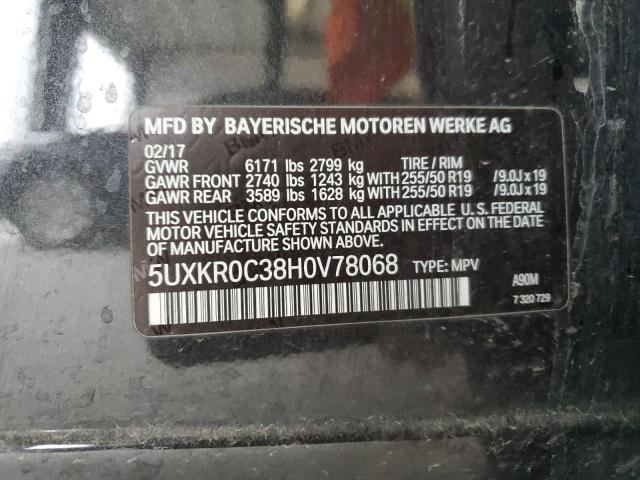 MFD BY BAYERISCHE MOTOREN WERKE AG
02/17
GVWR 6171 lbs 2799 kg TIRE / RIM
GAWR FRONT 2740 lbs 1243 kg WITH 255/50 R19 /9.0J x 19
GAWR REAR 3589 lbs 1628 kg WITH 255/50 R19 /9.0J x 19
THIS VEHICLE CONFORMS TO ALL APPLICABLE U. S. FEDERAL
MOTOR VEHICLE SAFETY STANDARDS IN EFFECT ON THE DATE
OF MANUFACTURE SHOWN ABOVE.
5UXKR0C38H0V78068 TYPE: MPV
A90M
7 320 729